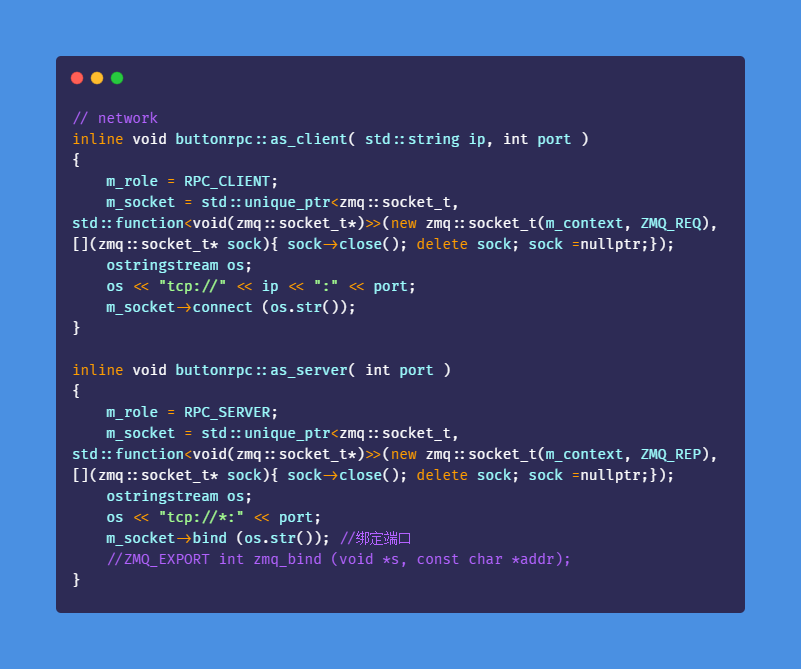 // network
inline void buttonrpc::as_client( std::string ip, int port )
{
    m_role = RPC_CLIENT;
    m_socket = std::unique_ptr<zmq::socket_t,
std::function<void(zmq::socket_t*)>>(new zmq::socket_t(m_context, ZMQ_REQ),
[](zmq::socket_t* sock){ sock->close(); delete sock; sock =nullptr;});
    ostringstream os;
    os << "tcp://" << ip << ":" << port;
    m_socket->connect (os.str());
}
inline void buttonrpc::as_server( int port )
{
    m_role = RPC_SERVER;
    m_socket = std::unique_ptr<zmq::socket_t,
std::function<void(zmq::socket_t*)>>(new zmq::socket_t(m_context, ZMQ_REP),
[](zmq::socket_t* sock){ sock->close(); delete sock; sock =nullptr;});
    ostringstream os;
    os << "tcp://*:" << port;
    m_socket->bind (os.str()); //绑定端口
    //ZMQ_EXPORT int zmq_bind (void *s, const char *addr);
}